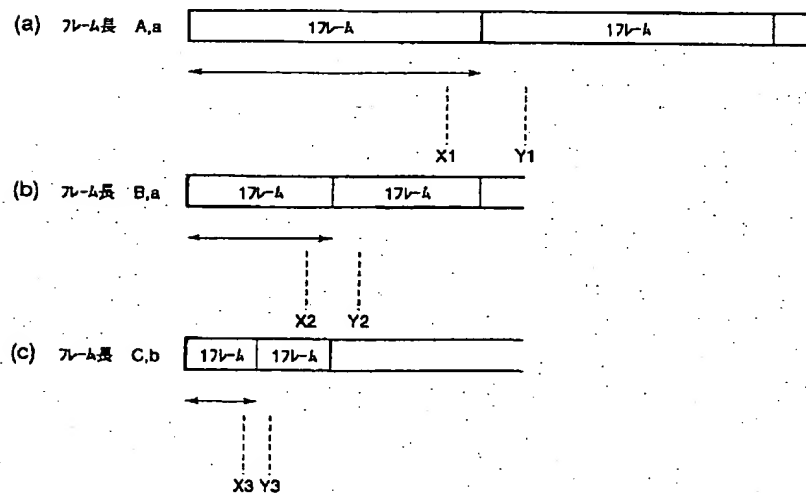 (a) フレーム長 A,a 1フレーム 1フレーム
X1 Y1
(b) フレーム長 B,a 1フレーム 1フレーム
X2 Y2
(c) フレーム長 C,b 1フレーム 1フレーム
X3 Y3